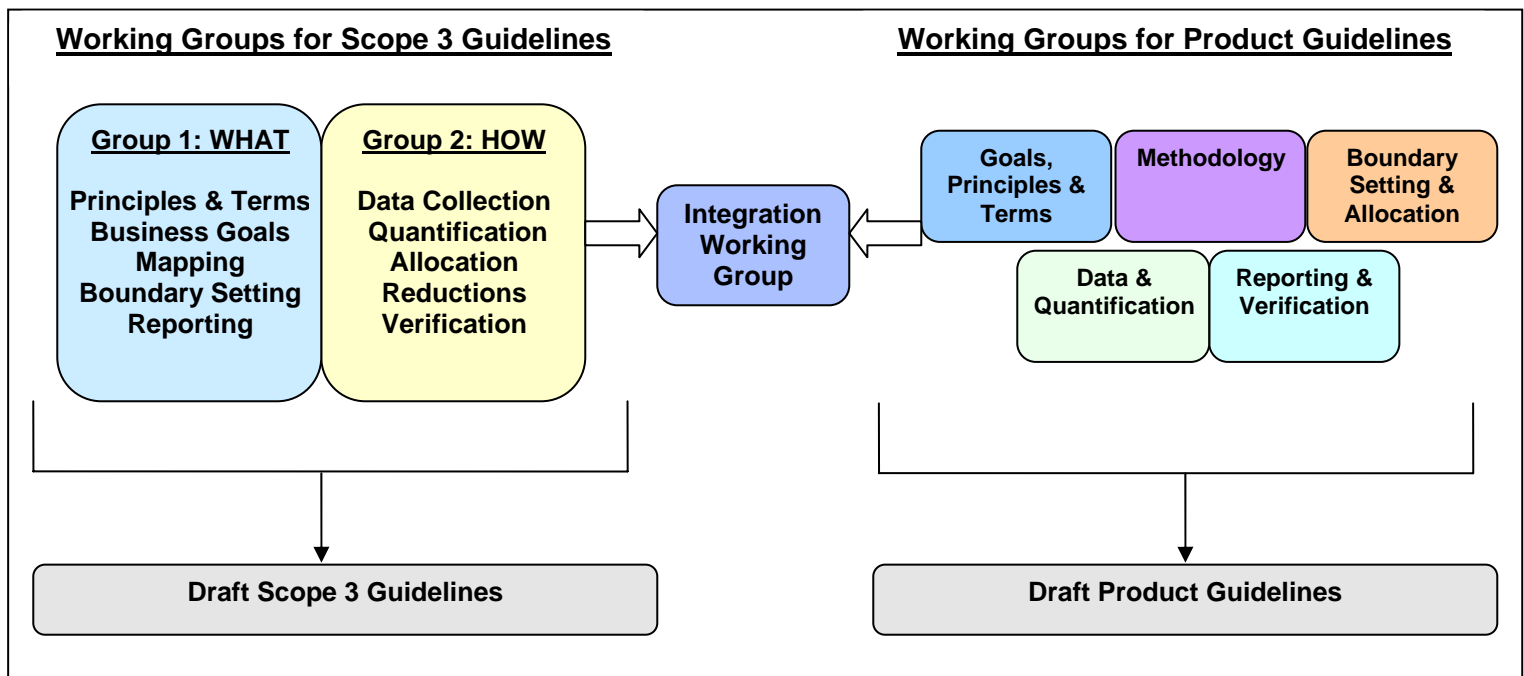 Working Groups for Scope 3 Guidelines
Working Groups for Product Guidelines
Group 1: WHAT
Principles & Terms
Business Goals
Mapping
Boundary Setting
Reporting
Group 2: HOW
Data Collection
Quantification
Allocation
Reductions
Verification
Integration
Working
Group
Goals,
Principles &
Terms
Methodology
Boundary
Setting &
Allocation
Data &
Quantification
Reporting &
Verification
Draft Scope 3 Guidelines
Draft Product Guidelines